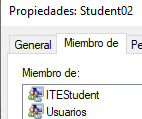 Propiedades: Student02
General Miembro de
Miembro de:
ITEStudent
Usuarios